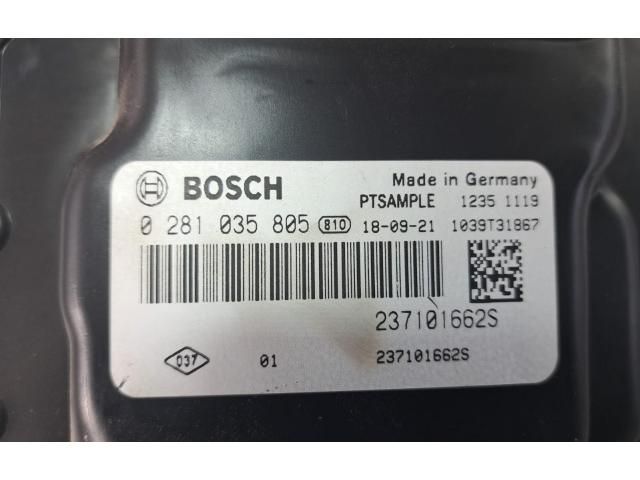 BOSCH Made in Germany
PTSAMPLE 1235 1119
0 281 035 805 810 18-09-21 1039T31867
237101662S
037 01 237101662S